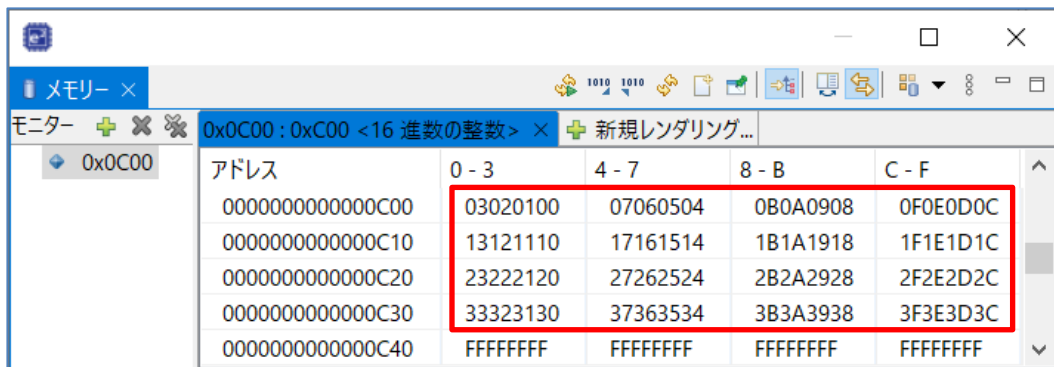 メモリー
モニター
0x0C00 : 0xC00 <16 進数の整数>
新規レンダリング...
0x0C00
アドレス 0 - 3 4 - 7 8 - B C - F
0000000000000C00 03020100 07060504 0B0A0908 0F0E0D0C
0000000000000C10 13121110 17161514 1B1A1918 1F1E1D1C
0000000000000C20 23222120 27262524 2B2A2928 2F2E2D2C
0000000000000C30 33323130 37363534 3B3A3938 3F3E3D3C
0000000000000C40 FFFFFFFF FFFFFFFF FFFFFFFF FFFFFFFF